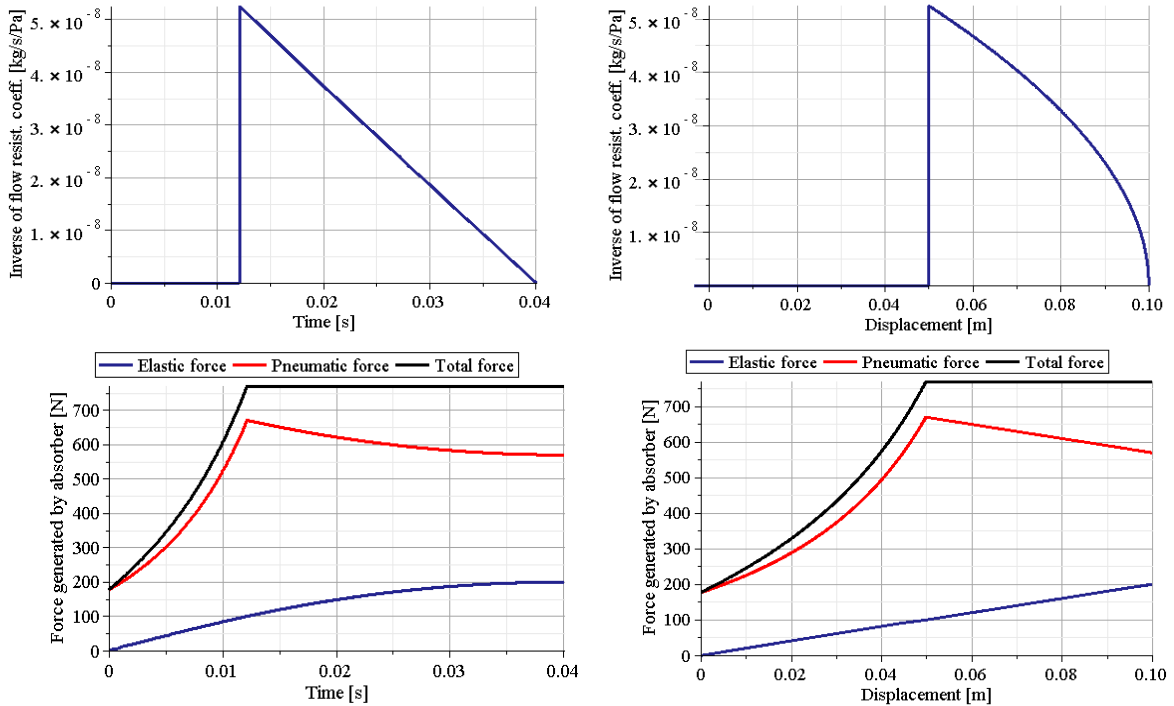 Inverse of flow resist. coeff. [kg/s/Pa]
5. × 10⁻⁸
4. × 10⁻⁸
3. × 10⁻⁸
2. × 10⁻⁸
1. × 10⁻⁸
0
0 0.01 0.02 0.03 0.04
Time [s]
Inverse of flow resist. coeff. [kg/s/Pa]
5. × 10⁻⁸
4. × 10⁻⁸
3. × 10⁻⁸
2. × 10⁻⁸
1. × 10⁻⁸
0 0.02 0.04 0.06 0.08 0.10
Displacement [m]
Elastic force Pneumatic force Total force
Force generated by absorber [N]
700
600
500
400
300
200
100
0
0 0.01 0.02 0.03 0.04
Time [s]
Elastic force Pneumatic force Total force
Force generated by absorber [N]
700
600
500
400
300
200
100
0
0 0.02 0.04 0.06 0.08 0.10
Displacement [m]